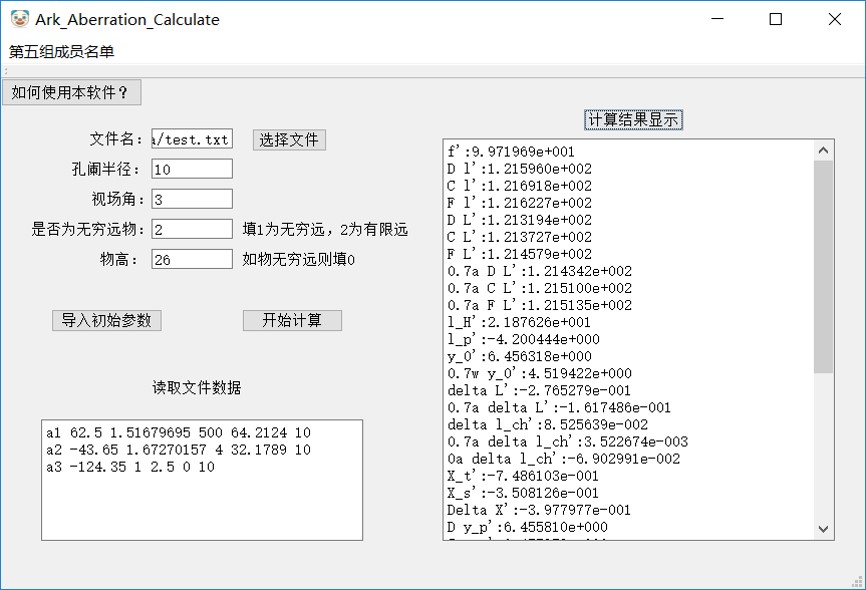 Ark_Aberration_Calculate
第五组成员名单
如何使用本软件？
文件名： a/test.txt 选择文件
孔阑半径： 10
视场角： 3
是否为无穷远物： 2 填1为无穷远，2为有限远
物高： 26 如物无穷远则填0
导入初始参数 开始计算
读取文件数据
a1 62.5 1.51679695 500 64.2124 10
a2 -43.65 1.67270157 4 32.1789 10
a3 -124.35 1 2.5 0 10
计算结果显示
f':9.971969e+001
D l':1.215960e+002
C l':1.216918e+002
F l':1.216227e+002
D L':1.213194e+002
C L':1.213727e+002
F L':1.214579e+002
0.7a D L':1.214342e+002
0.7a C L':1.215100e+002
0.7a F L':1.215135e+002
l_H':2.187626e+001
l_p':-4.200444e+000
y_0':6.456318e+000
0.7w y_0':4.519422e+000
delta L':-2.765279e-001
0.7a delta L':-1.617486e-001
delta l_ch':8.525639e-002
0.7a delta l_ch':3.522674e-003
0a delta l_ch':-6.902991e-002
X_t':-7.486103e-001
X_s':-3.508126e-001
Delta X':-3.977977e-001
D y_p':6.455810e+000